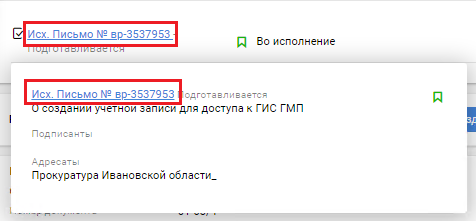 Исх. Письмо № вр-3537953 -
Подготавливается
Во исполнение
Исх. Письмо № вр-3537953 Подготавливается
О создании учетной записи для доступа к ГИС ГМП
Подписанты
Адресаты
Прокуратура Ивановской области_